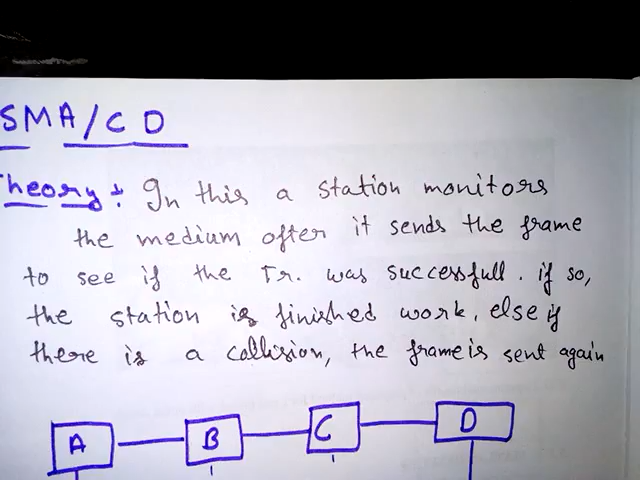 SMA/CD
Theory: In this a station monitors
the medium after it sends the frame
to see if the Tr. was successfull. if so,
the station is finished work, else if
there is a collision, the frame is sent again
A B C D